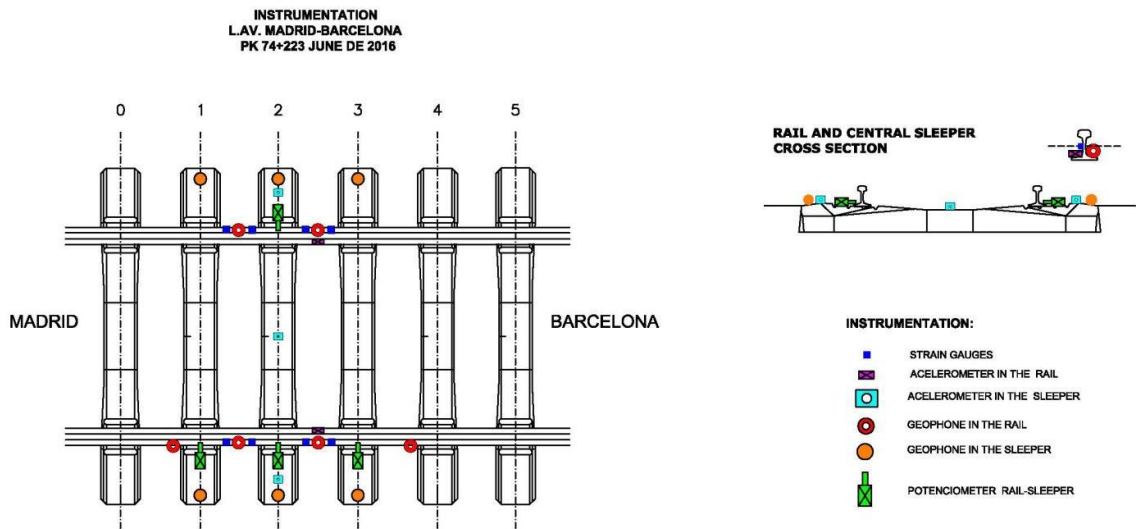 INSTRUMENTATION
L.AV. MADRID-BARCELONA
PK 74+223 JUNE DE 2016
0 1 2 3 4 5
MADRID
BARCELONA
RAIL AND CENTRAL SLEEPER
CROSS SECTION
INSTRUMENTATION:
STRAIN GAUGES
ACELEROMETER IN THE RAIL
ACELEROMETER IN THE SLEEPER
GEOPHONE IN THE RAIL
GEOPHONE IN THE SLEEPER
POTENCIOMETER RAIL-SLEEPER